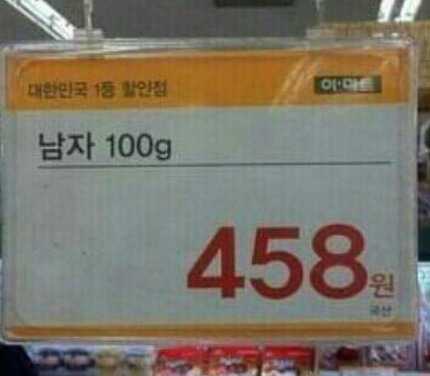 대한민국 1등 할인점
이·마트
남자 100g
458원
국산